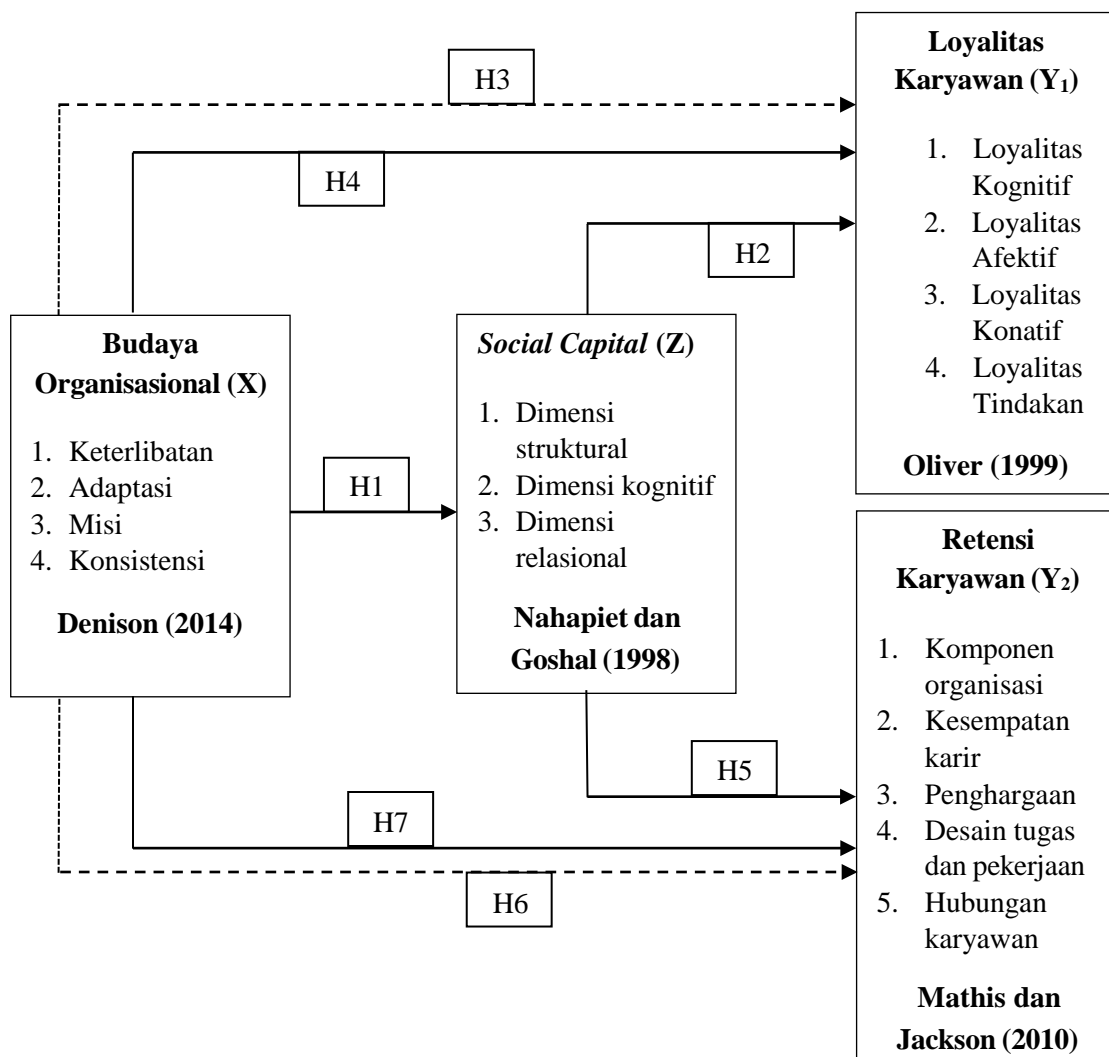 H3
H4
H2
Budaya
Organisasional (X)
1. Keterlibatan
2. Adaptasi
3. Misi
4. Konsistensi
Denison (2014)
H1
Social Capital (Z)
1. Dimensi
struktural
2. Dimensi kognitif
3. Dimensi
relasional
Nahapiet dan
Goshal (1998)
Loyalitas
Karyawan (Y₁)
1. Loyalitas
Kognitif
2. Loyalitas
Afektif
3. Loyalitas
Konatif
4. Loyalitas
Tindakan
Oliver (1999)
Retensi
Karyawan (Y₂)
1. Komponen
organisasi
2. Kesempatan
karir
3. Penghargaan
4. Desain tugas
dan pekerjaan
5. Hubungan
karyawan
Mathis dan
Jackson (2010)
H5
H7
H6